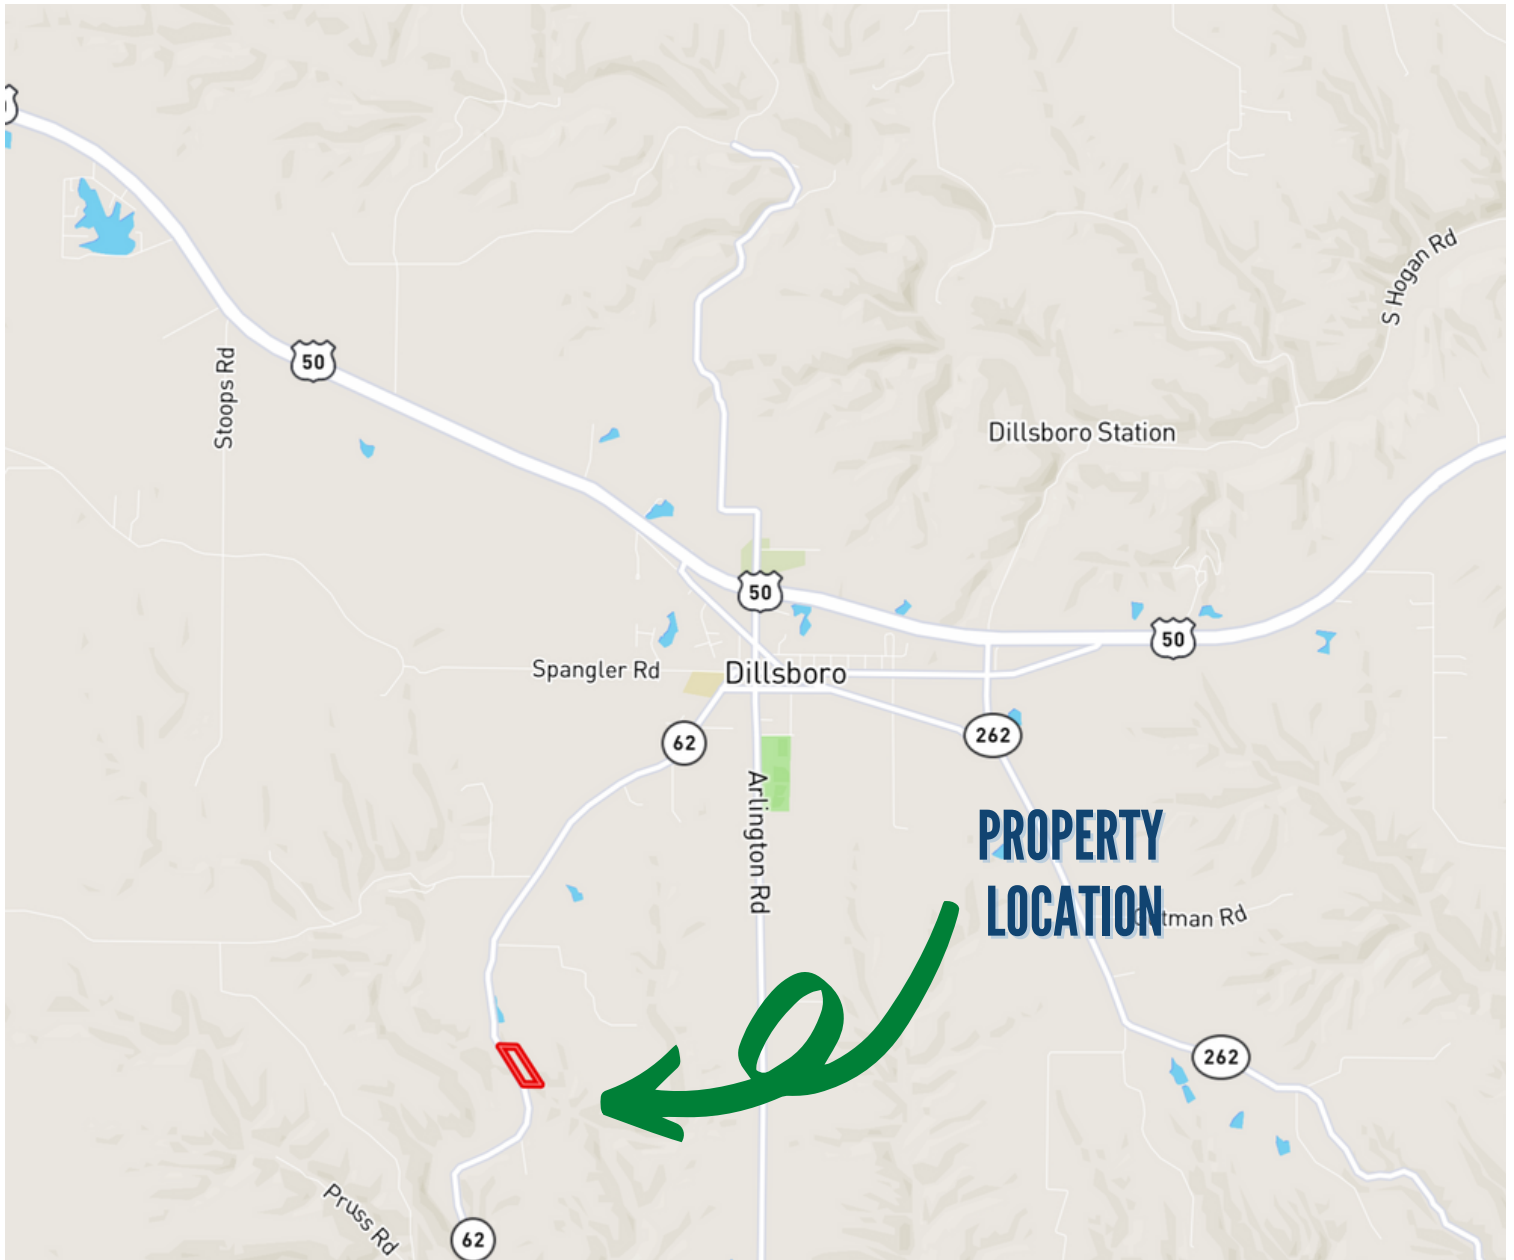 S Hogan Rd
50
Stoops Rd
Dillsboro Station
50
50
Spangler Rd
Dillsboro
62
262
Arlington Rd
PROPERTY
LOCATION
tman Rd
262
Pruss Rd
62